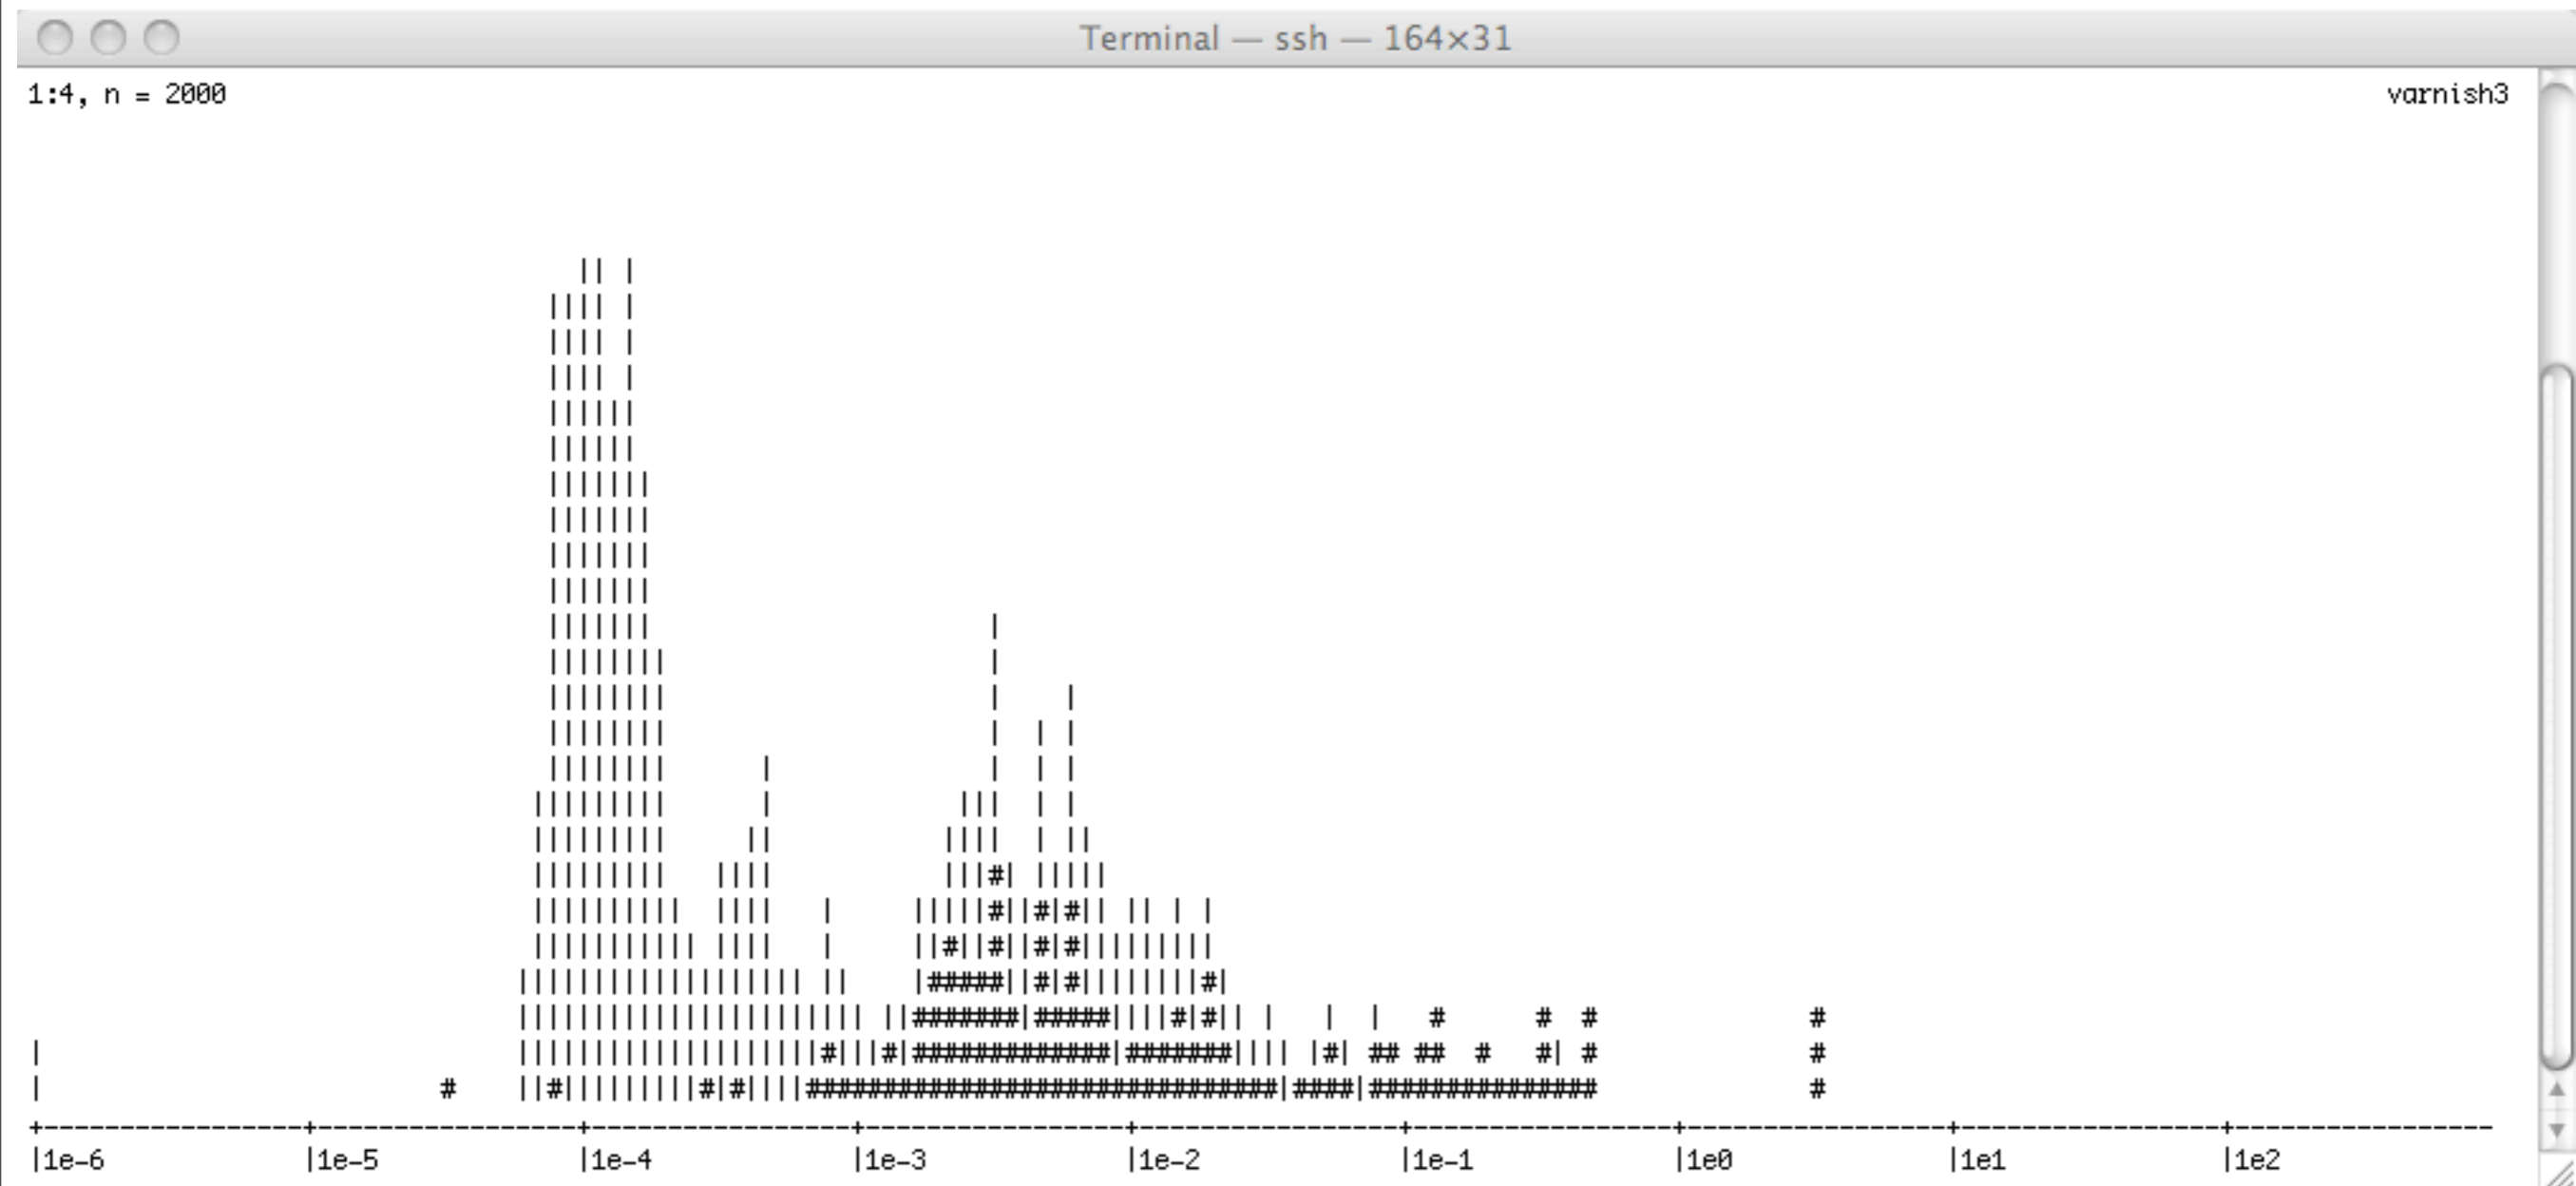 Terminal — ssh — 164×31
1:4, n = 2000 varnish3
|1e-6 |1e-5 |1e-4 |1e-3 |1e-2 |1e-1 |1e0 |1e1 |1e2